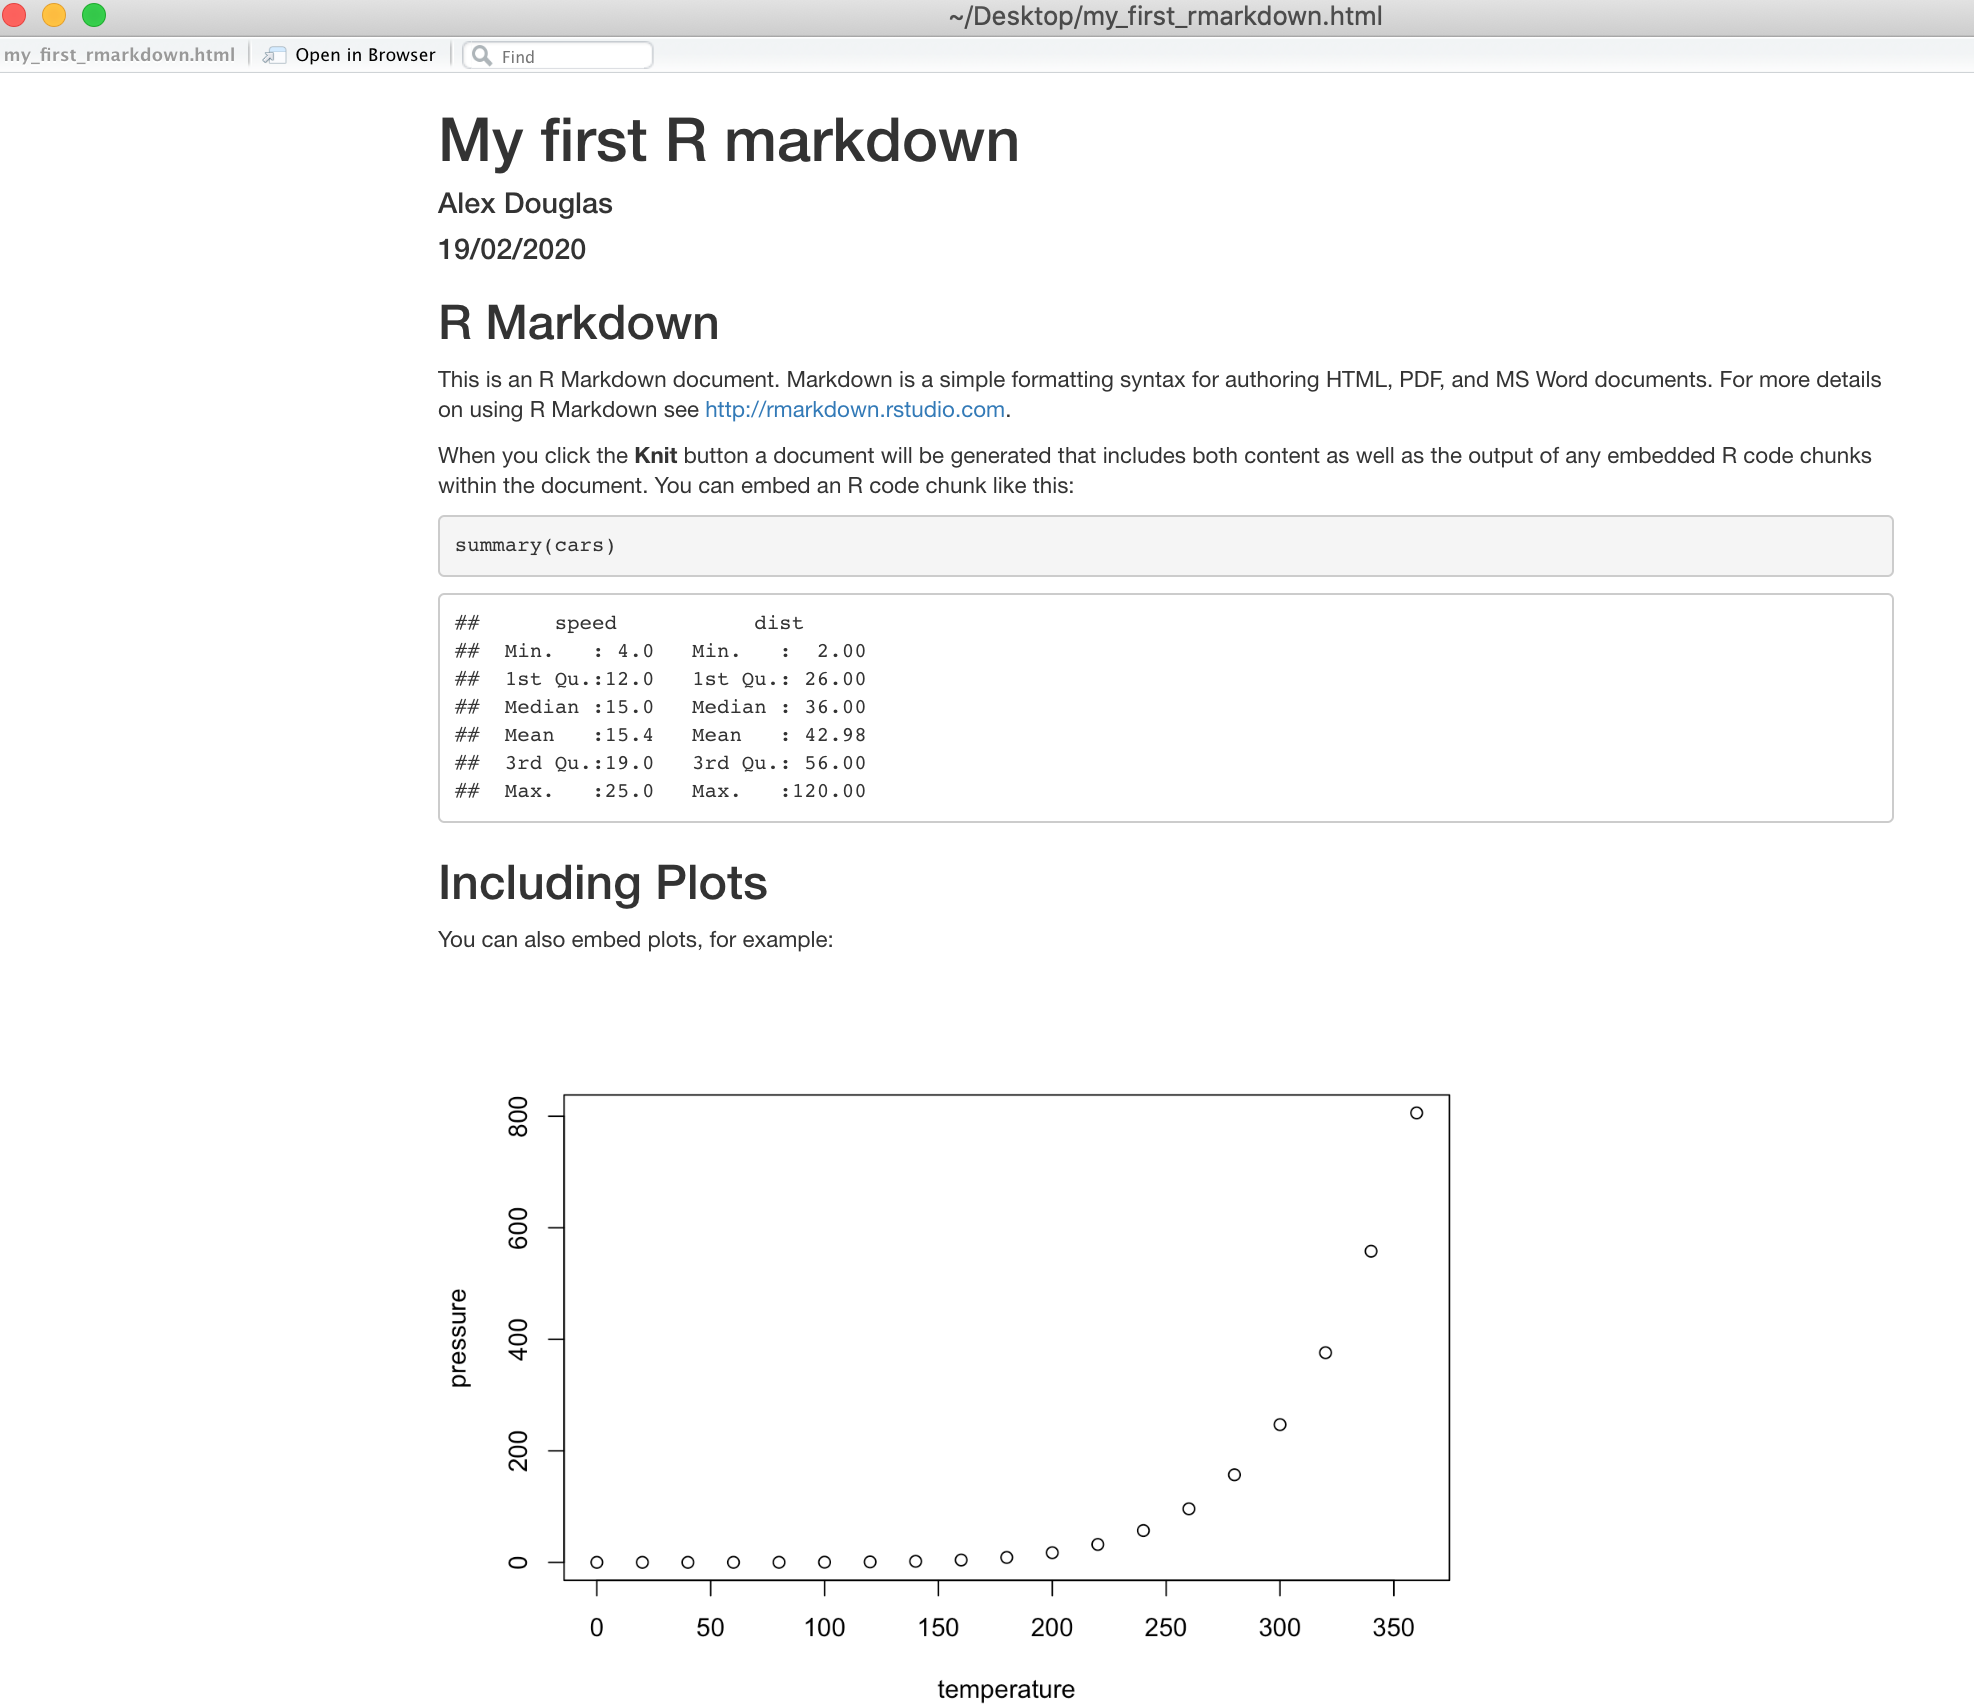 ~/Desktop/my_first_rmarkdown.html
my_first_rmarkdown.html Open in Browser Find
My first R markdown
Alex Douglas
19/02/2020
R Markdown
This is an R Markdown document. Markdown is a simple formatting syntax for authoring HTML, PDF, and MS Word documents. For more details
on using R Markdown see http://rmarkdown.rstudio.com.
When you click the Knit button a document will be generated that includes both content as well as the output of any embedded R code chunks
within the document. You can embed an R code chunk like this:
summary(cars)
##      speed           dist
##  Min.   : 4.0   Min.   :  2.00
##  1st Qu.:12.0   1st Qu.: 26.00
##  Median :15.0   Median : 36.00
##  Mean   :15.4   Mean   : 42.98
##  3rd Qu.:19.0   3rd Qu.: 56.00
##  Max.   :25.0   Max.   :120.00
Including Plots
You can also embed plots, for example:
800
600
400
200
0
pressure
0 50 100 150 200 250 300 350
temperature